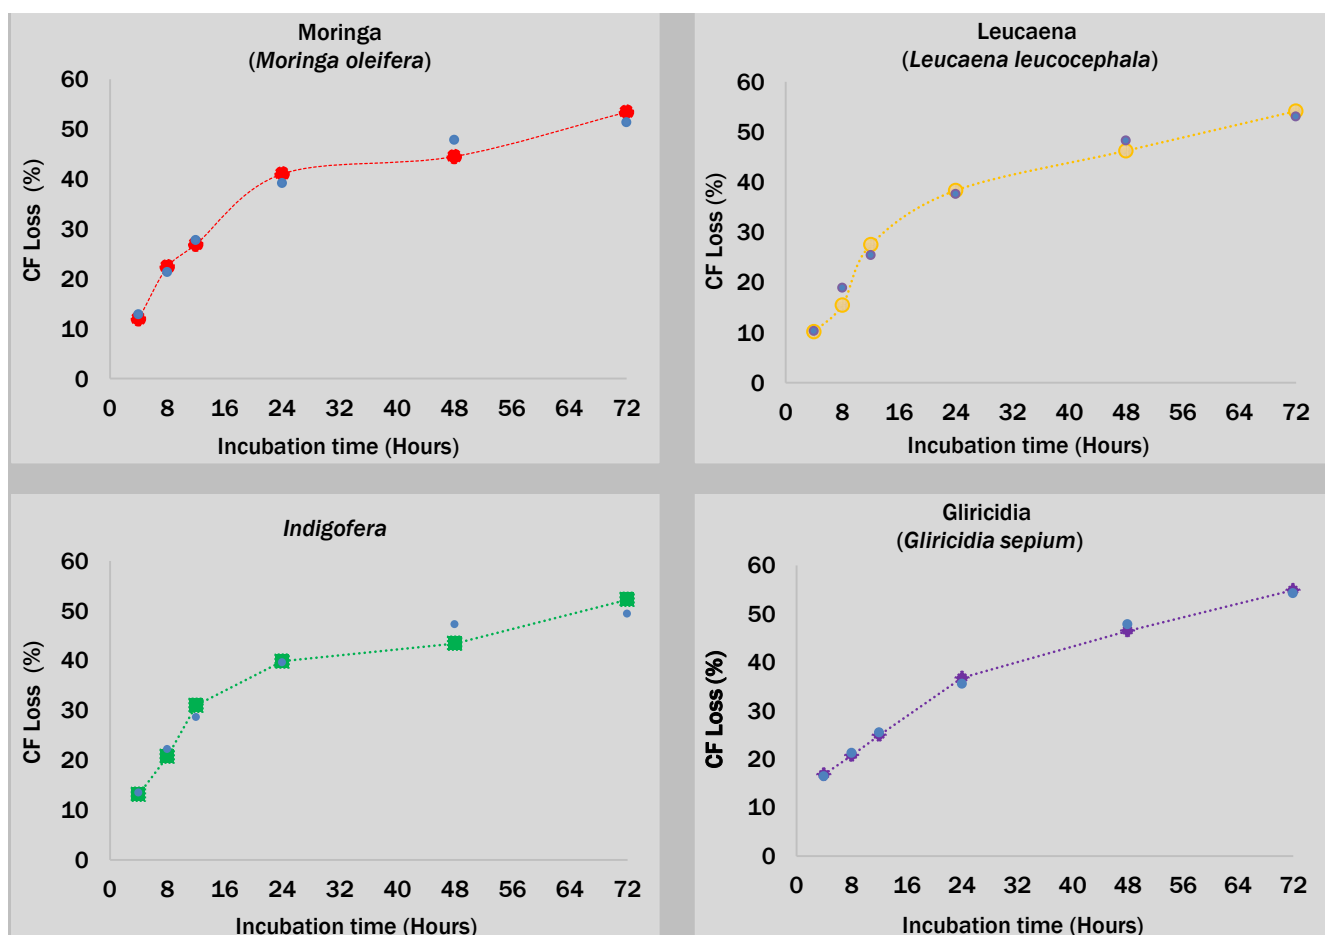 Moringa
(Moringa oleifera)
60
50
40
30
20
10
0
CF Loss (%)
0 8 16 24 32 40 48 56 64 72
Incubation time (Hours)
Leucaena
(Leucaena leucocephala)
60
50
40
30
20
10
0
CF Loss (%)
0 8 16 24 32 40 48 56 64 72
Incubation time (Hours)
Indigofera
60
50
40
30
20
10
0
CF Loss (%)
0 8 16 24 32 40 48 56 64 72
Incubation time (Hours)
Gliricidia
(Gliricidia sepium)
60
50
40
30
20
10
0
CF Loss (%)
0 8 16 24 32 40 48 56 64 72
Incubation time (Hours)